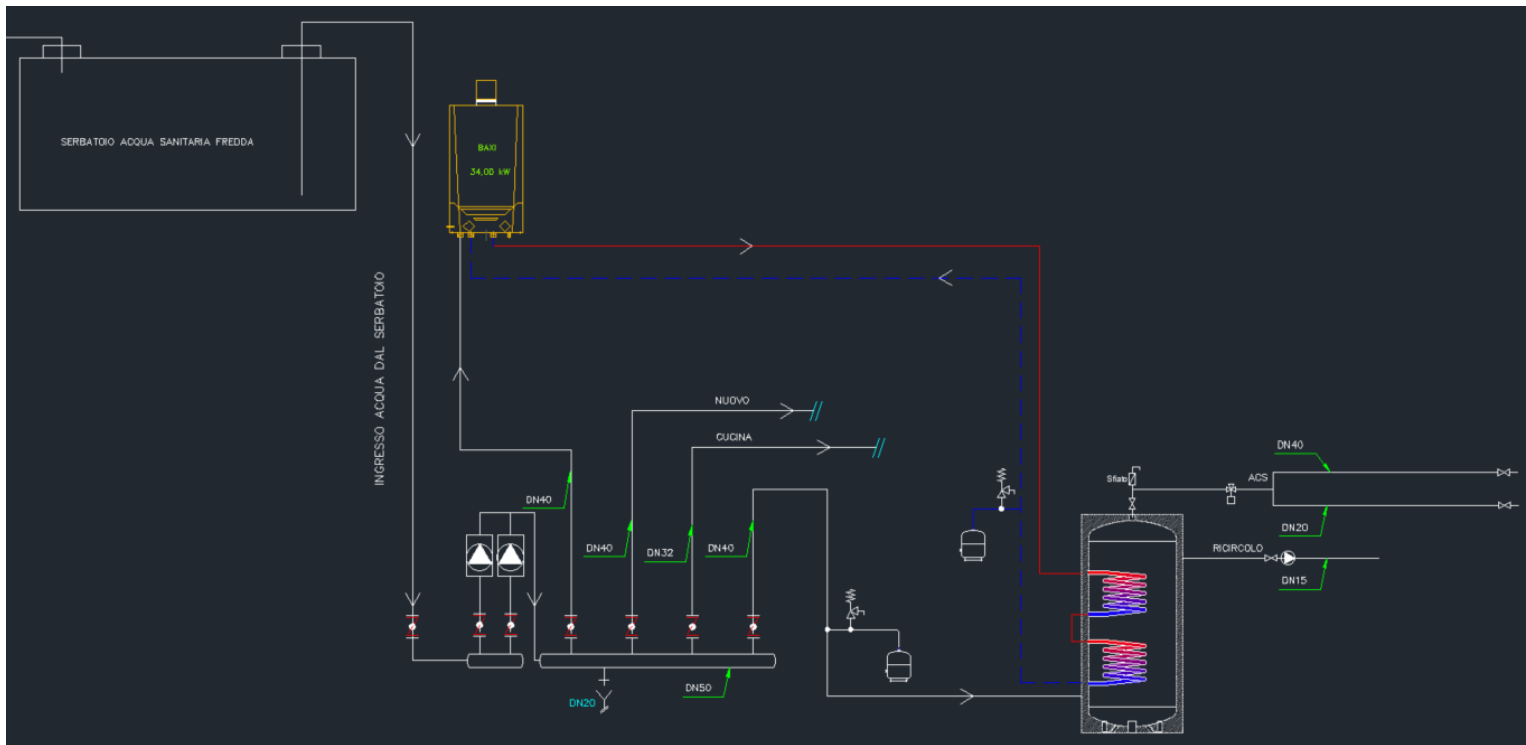 SERBATOIO ACQUA SANITARIA FREDDA
BAXI
34,00 kW
INGRESSO ACQUA DAL SERBATOIO
NUOVO
CUCINA
DN40
DN40
DN32
DN40
DN50
DN20
Sfiato
ACS
DN40
DN20
RICIRCOLO
DN15